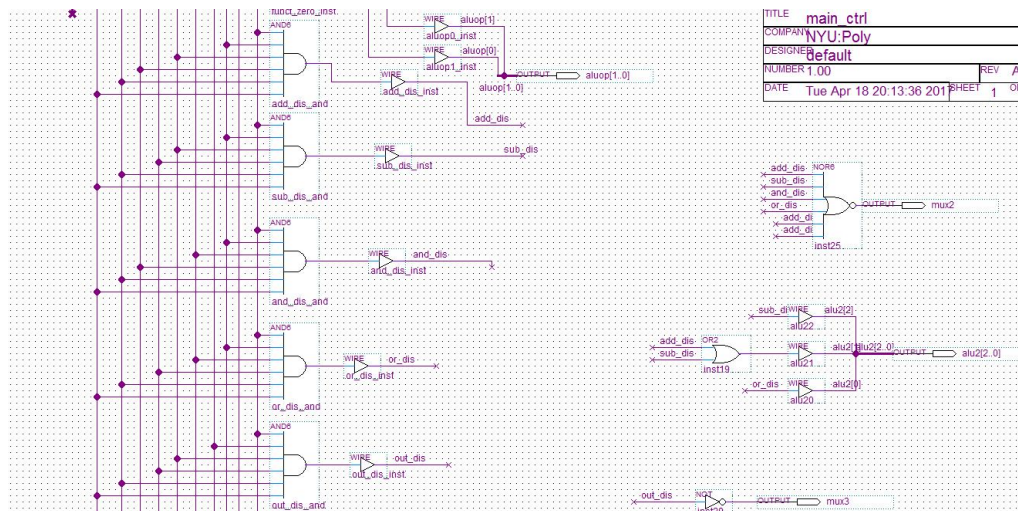 funct_zero_inst
AND6
add_dis_and
WIRE
aluop[1]
aluop0_inst
WIRE
aluop[0]
aluop1_inst
OUTPUT
aluop[1..0]
aluop[1..0]
WIRE
add_dis_inst
add_dis
TITLE main_ctrl
COMPANY NYU:Poly
DESIGNER default
NUMBER 1.00 REV A
DATE Tue Apr 18 20:13:36 2017 SHEET 1 OF
AND6
sub_dis_and
WIRE
sub_dis_inst
sub_dis
add_dis
sub_dis
and_dis
or_dis
add_di
add_di
NOR6
inst25
OUTPUT
mux2
AND6
and_dis_and
WIRE
and_dis_inst
and_dis
AND6
or_dis_and
WIRE
or_dis_inst
or_dis
sub_di
WIRE
alu22
alu2[2]
add_dis
sub_dis
OR2
inst19
WIRE
alu21
alu2[2..0]
OUTPUT
alu2[2..0]
or_dis
WIRE
alu20
alu2[0]
AND6
out_dis_and
WIRE
out_dis_inst
out_dis
out_dis
NOT
OUTPUT
mux3